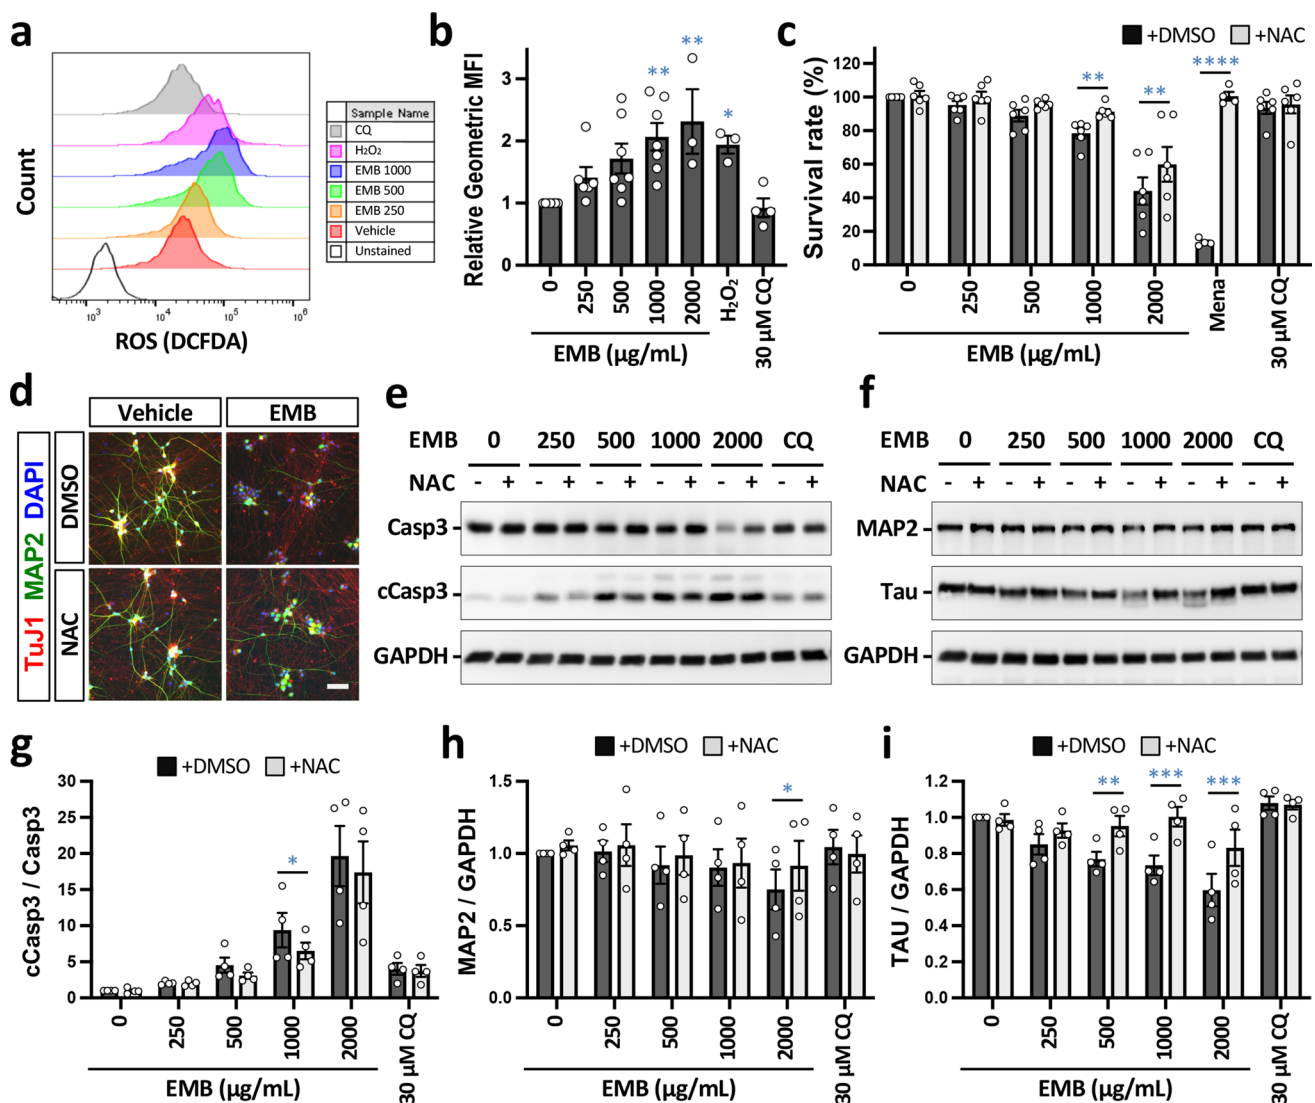 a
Count
10³ 10⁴ 10⁵ 10⁶
ROS (DCFDA)
Sample Name
CQ
H₂O₂
EMB 1000
EMB 500
EMB 250
Vehicle
Unstained
b
Relative Geometric MFI
3
2
1
0
** ** *
0 250 500 1000 2000 H₂O₂ 30 µM CQ
EMB (µg/mL)
c
+DMSO +NAC
Survival rate (%)
120
100
80
60
40
20
0
** ** ****
0 250 500 1000 2000 Mena 30 µM CQ
EMB (µg/mL)
d
Vehicle EMB
TuJ1 MAP2 DAPI
DMSO
NAC
e
EMB 0 250 500 1000 2000 CQ
NAC - + - + - + - + - + - +
Casp3
cCasp3
GAPDH
f
EMB 0 250 500 1000 2000 CQ
NAC - + - + - + - + - + - +
MAP2
Tau
GAPDH
g
+DMSO +NAC
cCasp3 / Casp3
30
25
20
15
10
5
0
*
0 250 500 1000 2000 30 µM CQ
EMB (µg/mL)
h
+DMSO +NAC
MAP2 / GAPDH
1.5
1.0
0.5
0.0
*
0 250 500 1000 2000 30 µM CQ
EMB (µg/mL)
i
+DMSO +NAC
TAU / GAPDH
1.2
1.0
0.8
0.6
0.4
0.2
0.0
** *** ***
0 250 500 1000 2000 30 µM CQ
EMB (µg/mL)